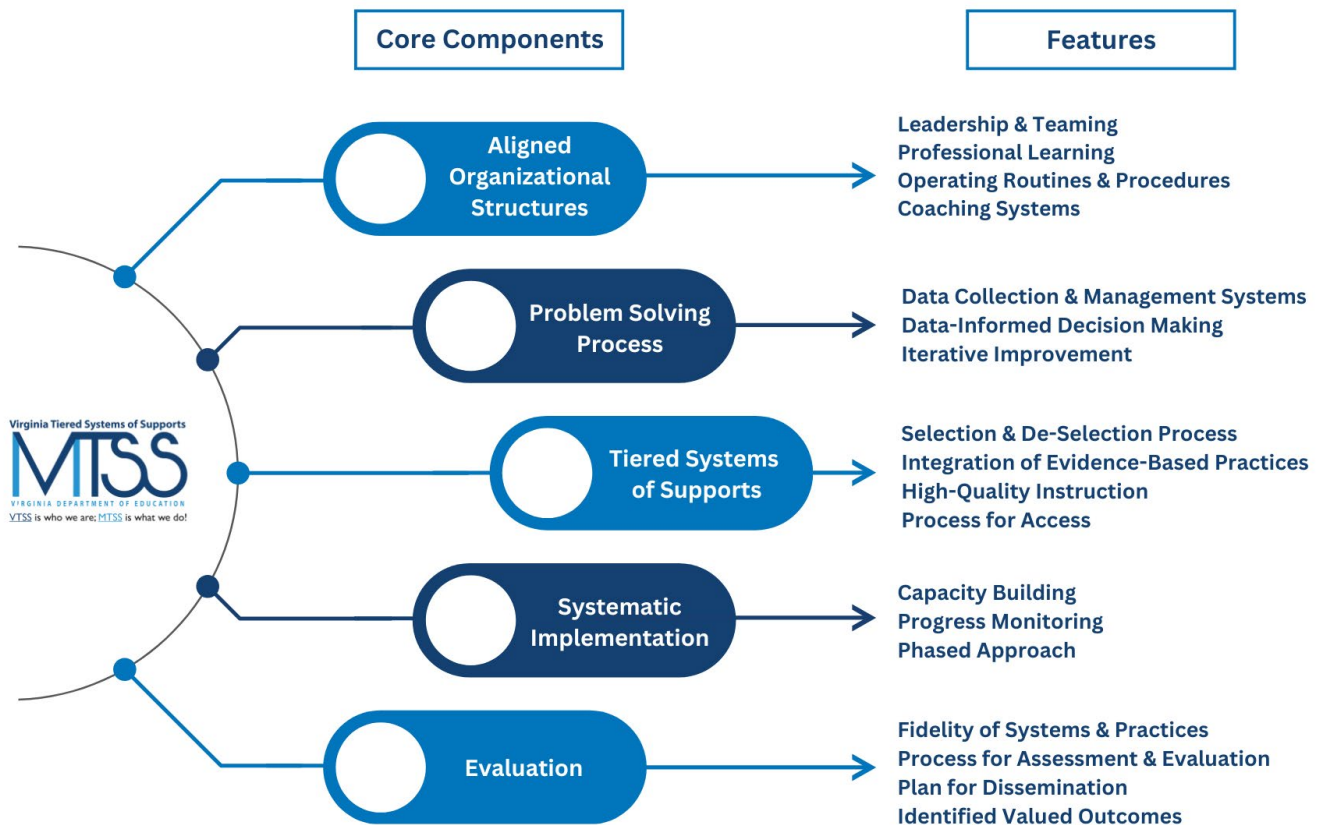 Core Components
Features
Aligned
Organizational
Structures
Leadership & Teaming
Professional Learning
Operating Routines & Procedures
Coaching Systems
Problem Solving
Process
Data Collection & Management Systems
Data-Informed Decision Making
Iterative Improvement
Virginia Tiered Systems of Supports
MTSS
VIRGINIA DEPARTMENT OF EDUCATION
VTSS is who we are; MTSS is what we do!
Tiered Systems
of Supports
Selection & De-Selection Process
Integration of Evidence-Based Practices
High-Quality Instruction
Process for Access
Systematic
Implementation
Capacity Building
Progress Monitoring
Phased Approach
Evaluation
Fidelity of Systems & Practices
Process for Assessment & Evaluation
Plan for Dissemination
Identified Valued Outcomes